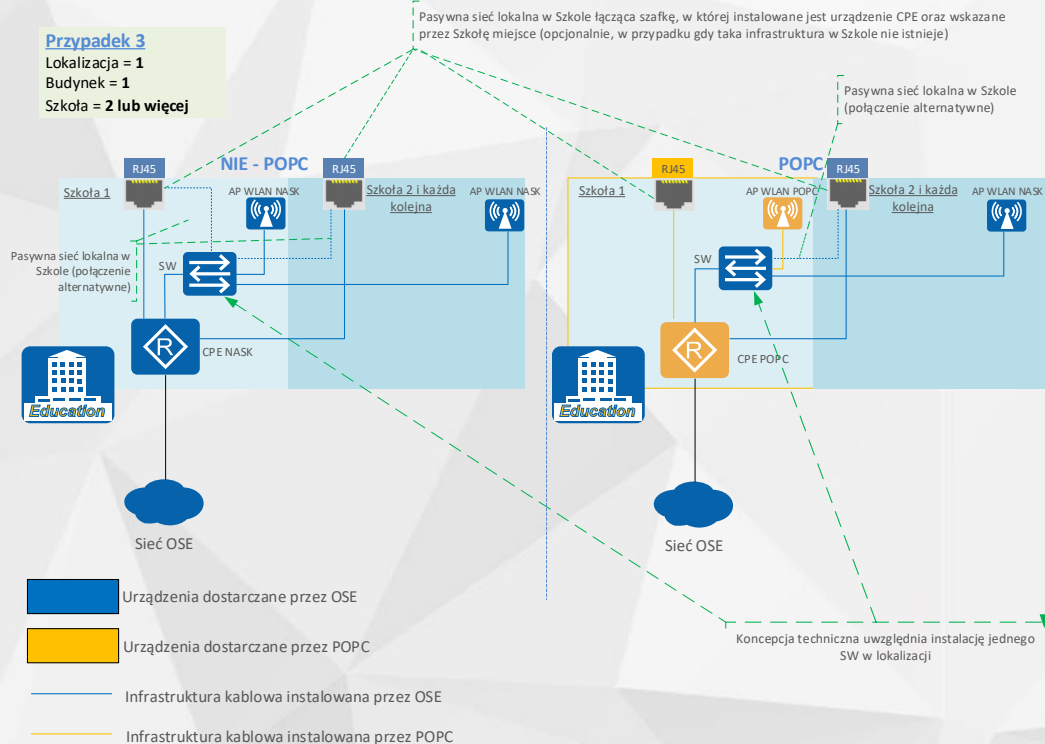 Pasywna sieć lokalna w Szkole łącząca szafkę, w której instalowane jest urządzenie CPE oraz wskazane
przez Szkołę miejsce (opcjonalnie, w przypadku gdy taka infrastruktura w Szkole nie istnieje)
Przypadek 3
Lokalizacja = 1
Budynek = 1
Szkoła = 2 lub więcej
Pasywna sieć lokalna w Szkole
(połączenie alternatywne)
NIE - POPC
RJ45
RJ45
Szkoła 1
AP WLAN NASK
Szkoła 2 i każda
kolejna
AP WLAN NASK
Pasywna sieć lokalna w
Szkole (połączenie
alternatywne)
SW
R
CPE NASK
Education
Sieć OSE
POPC
RJ45
RJ45
Szkoła 1
AP WLAN POPC
Szkoła 2 i każda
kolejna
AP WLAN NASK
SW
R
CPE POPC
Education
Sieć OSE
Urządzenia dostarczane przez OSE
Urządzenia dostarczane przez POPC
Infrastruktura kablowa instalowana przez OSE
Infrastruktura kablowa instalowana przez POPC
Koncepcja techniczna uwzględnia instalację jednego
SW w lokalizacji